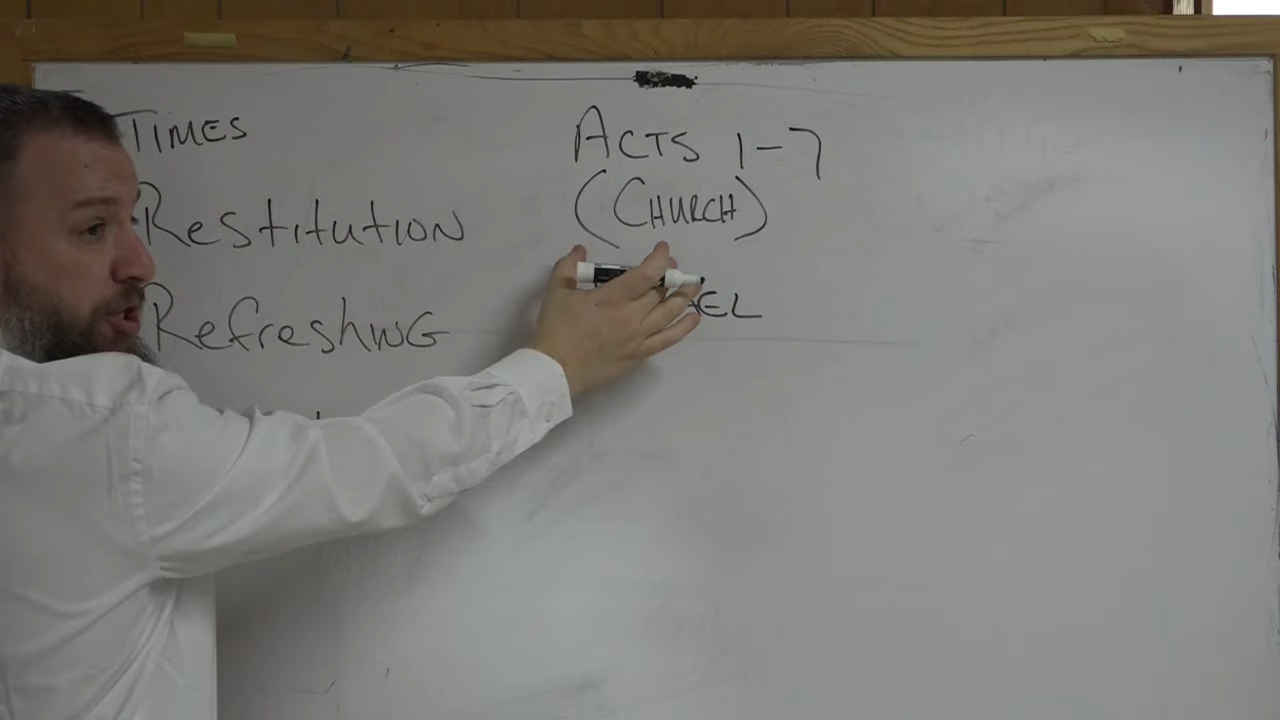 TIMES
RestitutION
RefreshING
ACTS 1-7
(CHURCH)